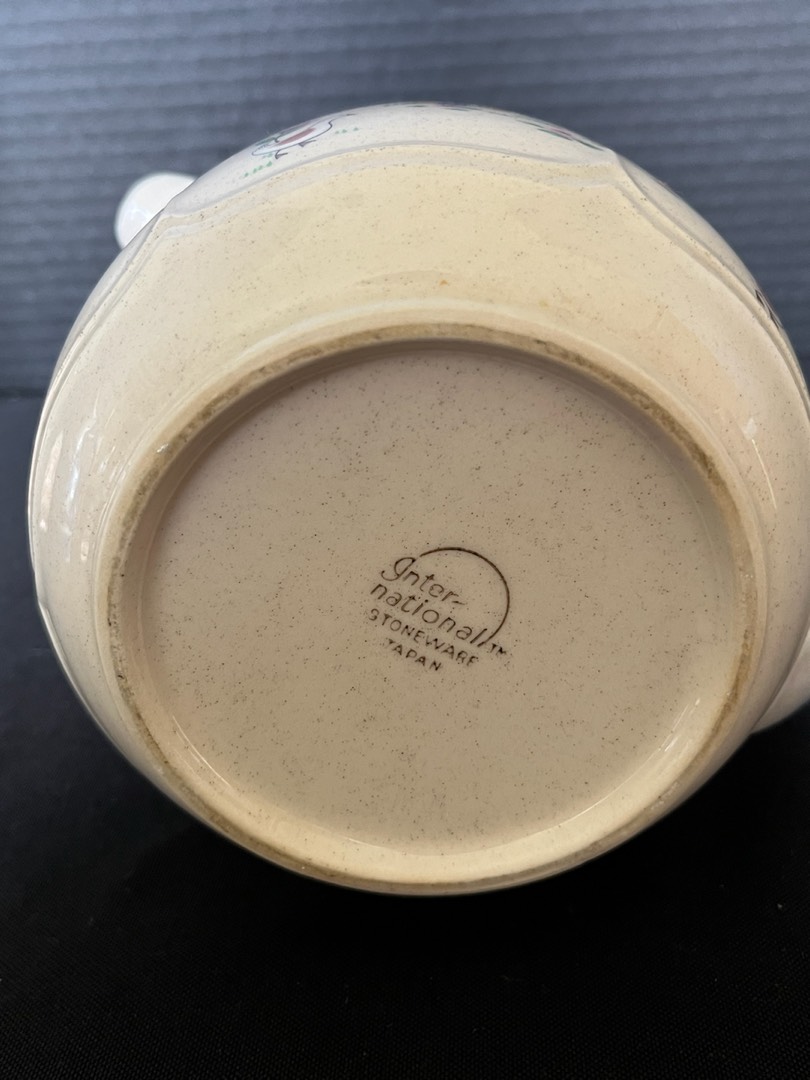 Inter-
national™
STONEWARE
JAPAN